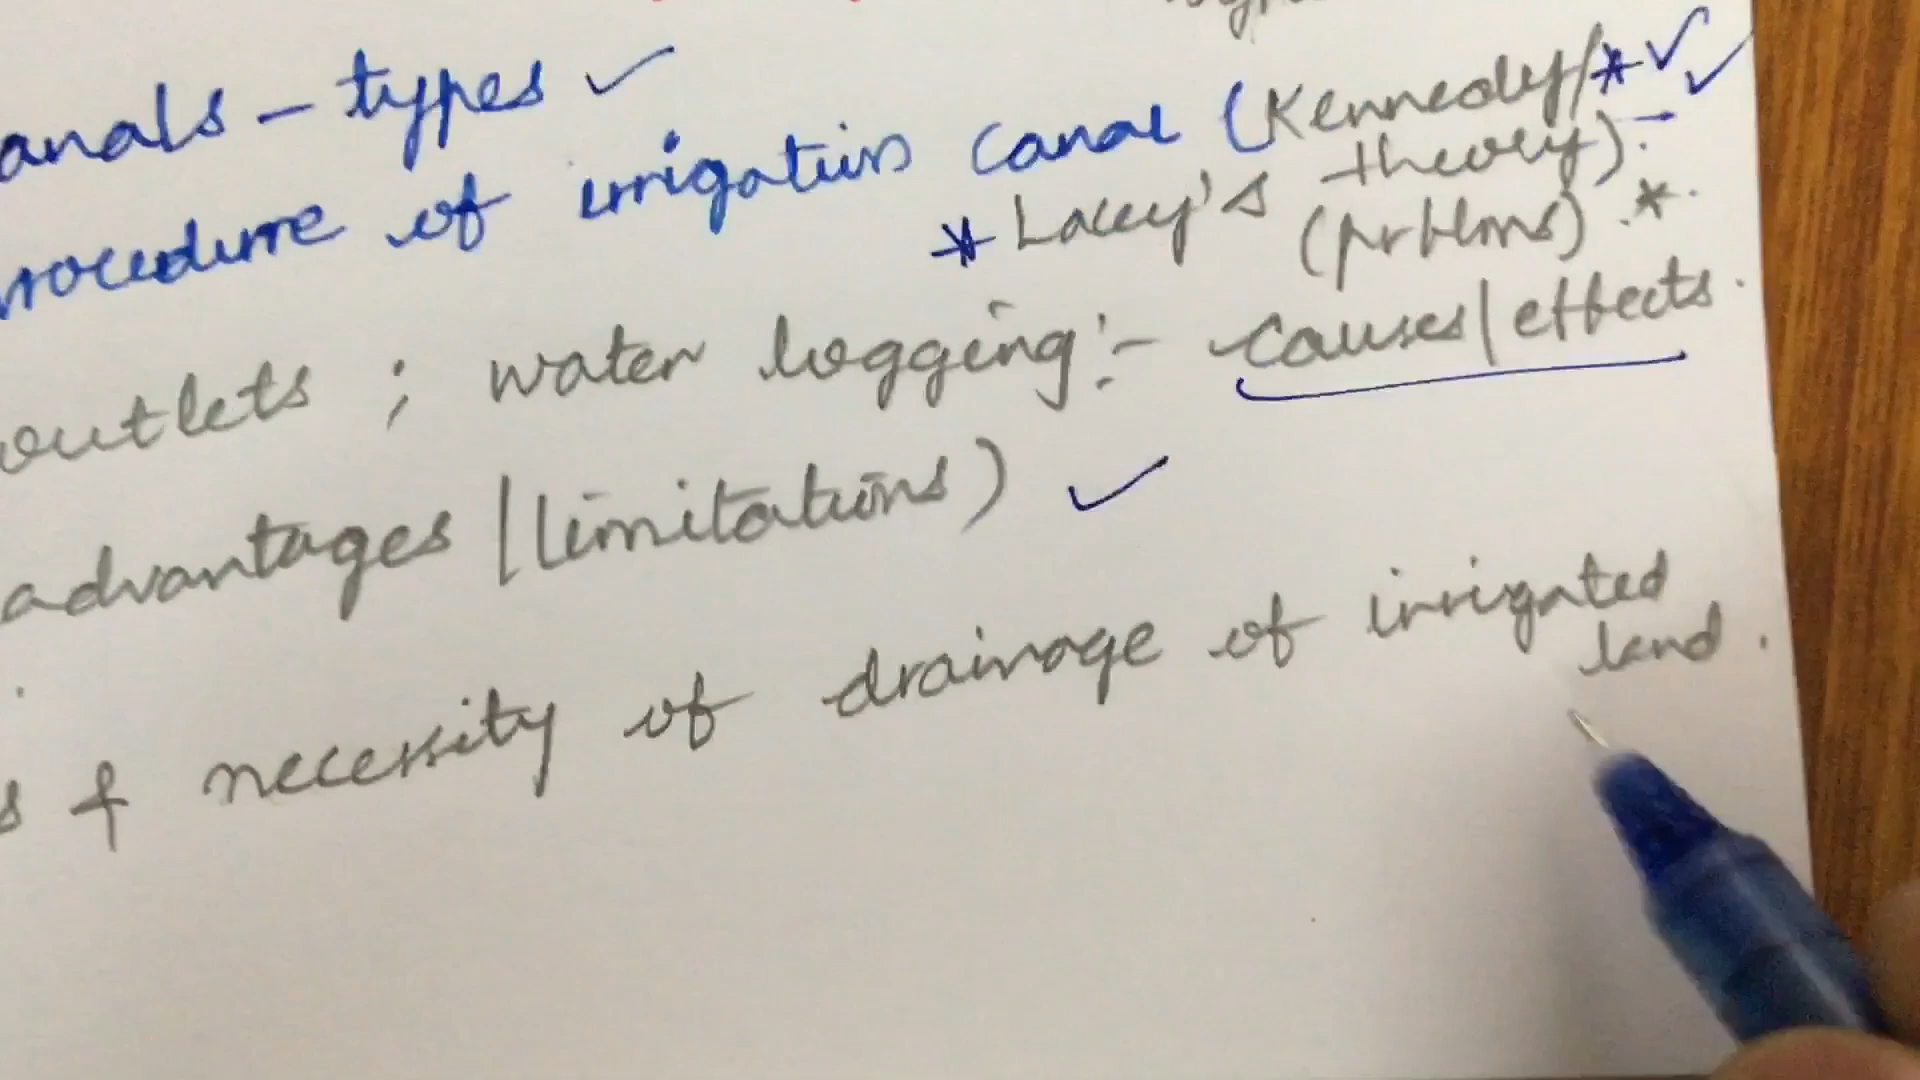 anals - types ✓
rocedure of irrigation canal (Kennedy/
* Lacey's theory).
(prblms) . * .
outlets ; water logging :- causes / effects.
advantages / limitations) ✓
s & necessity of drainage of irrigated
land .